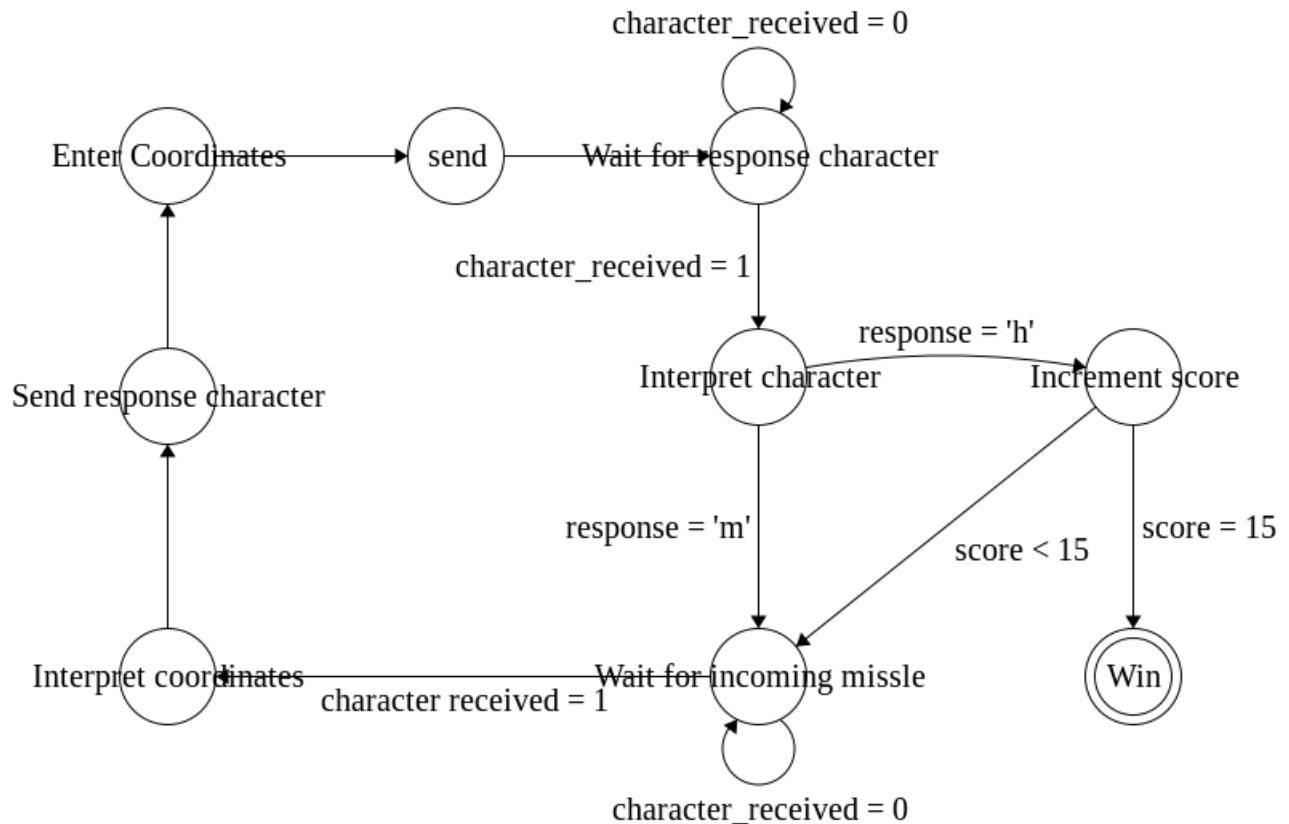 character_received = 0
Enter Coordinates
send
Wait for response character
character_received = 1
response = 'h'
Interpret character
Increment score
Send response character
response = 'm'
score < 15
score = 15
Interpret coordinates
character received = 1
Wait for incoming missle
Win
character_received = 0